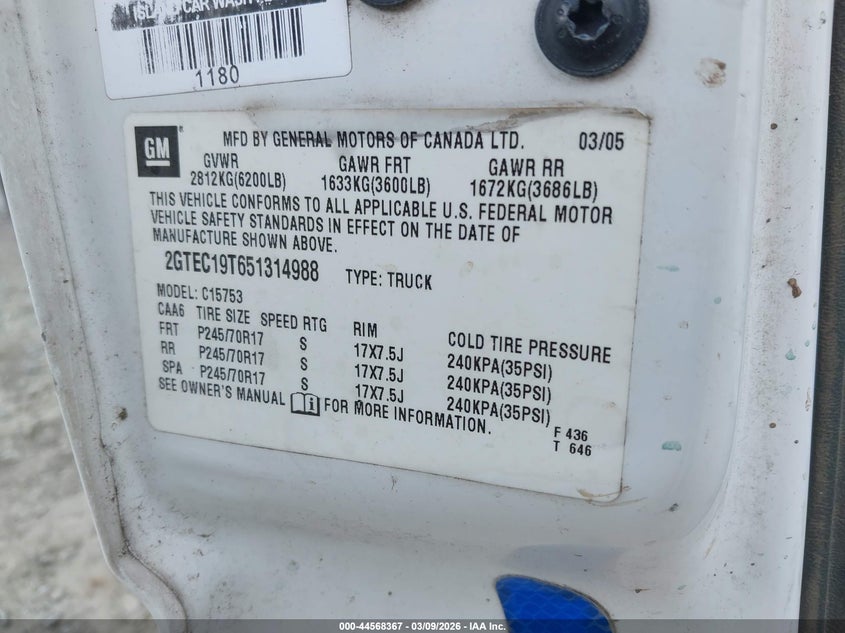 ISLAND CAR WASH
1180
GM
MFD BY GENERAL MOTORS OF CANADA LTD. 03/05
GVWR GAWR FRT GAWR RR
2812KG(6200LB) 1633KG(3600LB) 1672KG(3686LB)
THIS VEHICLE CONFORMS TO ALL APPLICABLE U.S. FEDERAL MOTOR
VEHICLE SAFETY STANDARDS IN EFFECT ON THE DATE OF
MANUFACTURE SHOWN ABOVE.
2GTEC19T651314988 TYPE: TRUCK
MODEL: C15753
CAA6 TIRE SIZE SPEED RTG RIM COLD TIRE PRESSURE
FRT P245/70R17 S 17X7.5J 240KPA(35PSI)
RR P245/70R17 S 17X7.5J 240KPA(35PSI)
SPA P245/70R17 S 17X7.5J 240KPA(35PSI)
SEE OWNER'S MANUAL FOR MORE INFORMATION.
F 436
T 646
000-44568367 - 03/09/2026 - IAA Inc.